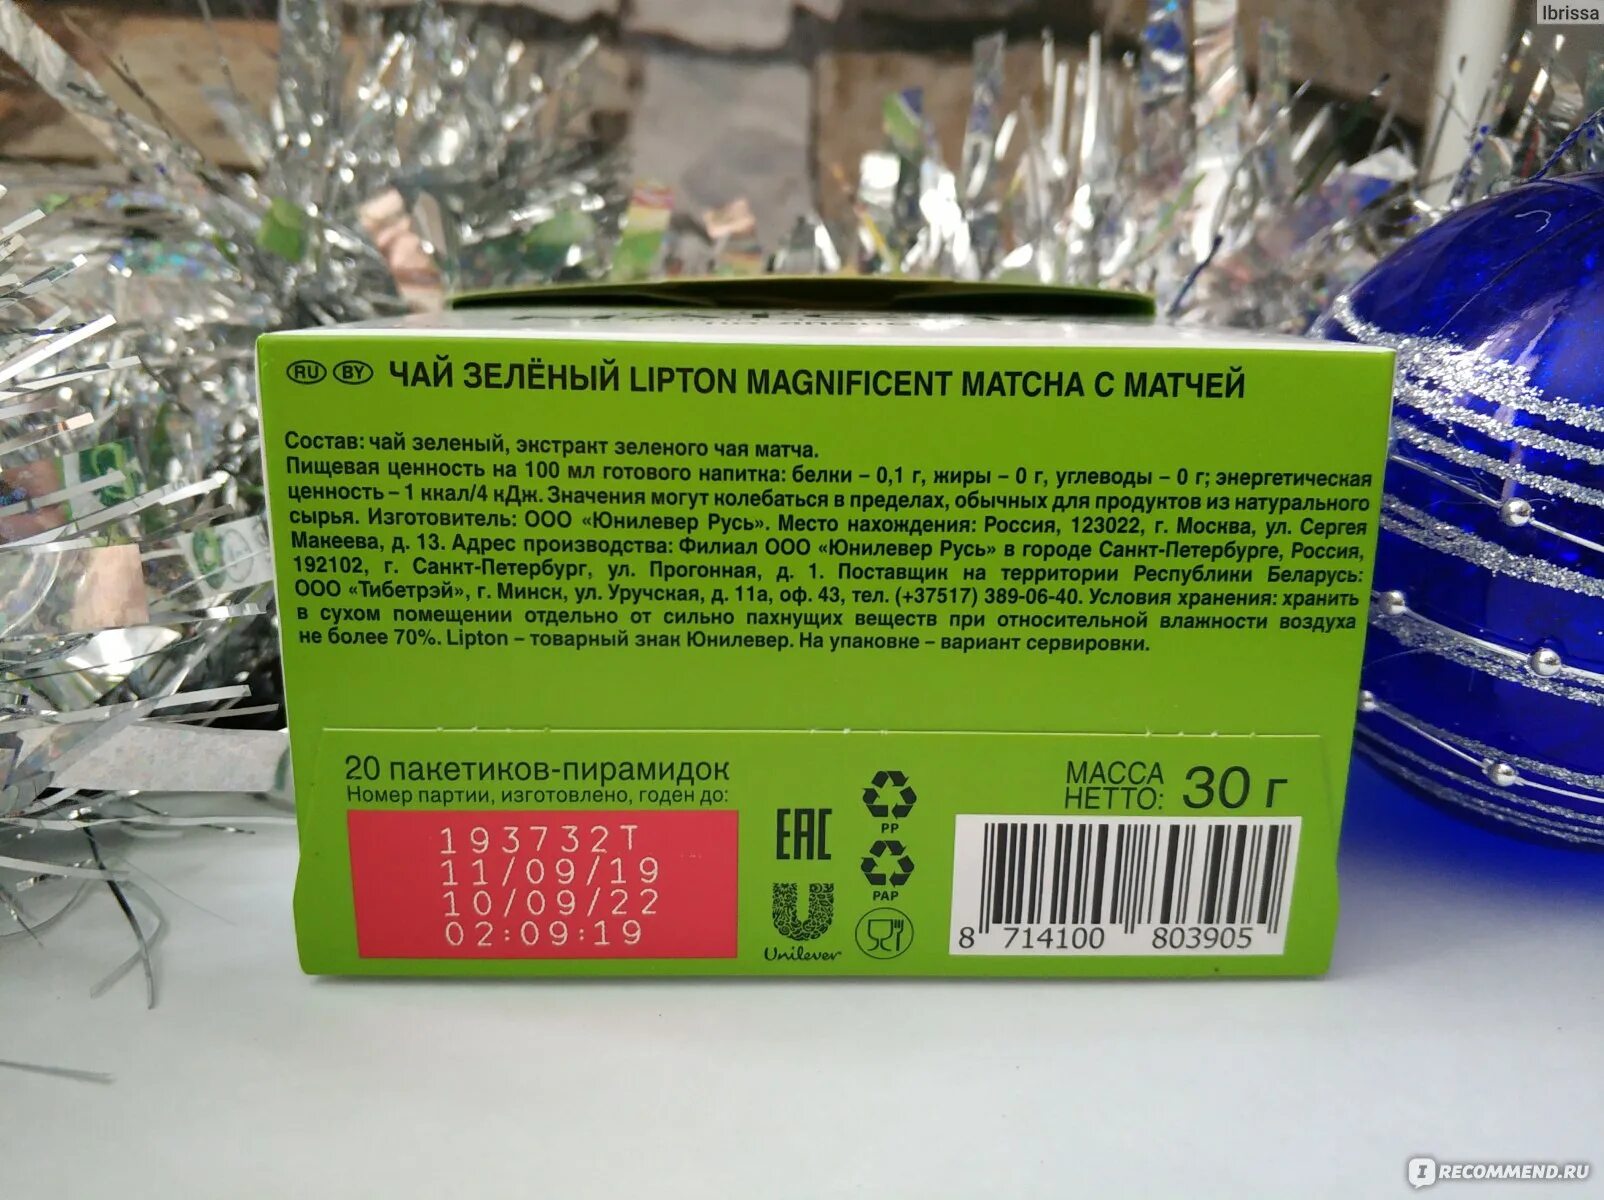 Ibrissa
RU BY ЧАЙ ЗЕЛЁНЫЙ LIPTON MAGNIFICENT MATCHA С МАТЧЕЙ
Состав: чай зеленый, экстракт зеленого чая матча.
Пищевая ценность на 100 мл готового напитка: белки – 0,1 г, жиры – 0 г, углеводы – 0 г; энергетическая
ценность – 1 ккал/4 кДж. Значения могут колебаться в пределах, обычных для продуктов из натурального
сырья. Изготовитель: ООО «Юнилевер Русь». Место нахождения: Россия, 123022, г. Москва, ул. Сергея
Макеева, д. 13. Адрес производства: Филиал ООО «Юнилевер Русь» в городе Санкт-Петербурге, Россия,
192102, г. Санкт-Петербург, ул. Прогонная, д. 1. Поставщик на территории Республики Беларусь:
ООО «Тибетрэй», г. Минск, ул. Уручская, д. 11а, оф. 43, тел. (+37517) 389-06-40. Условия хранения: хранить
в сухом помещении отдельно от сильно пахнущих веществ при относительной влажности воздуха
не более 70%. Lipton – товарный знак Юнилевер. На упаковке – вариант сервировки.
20 пакетиков-пирамидок
Номер партии, изготовлено, годен до:
193732T
11/09/19
10/09/22
02:09:19
EAC
Unilever
PP
PAP
МАССА
НЕТТО: 30 г
8 714100 803905
IRECOMMEND.RU